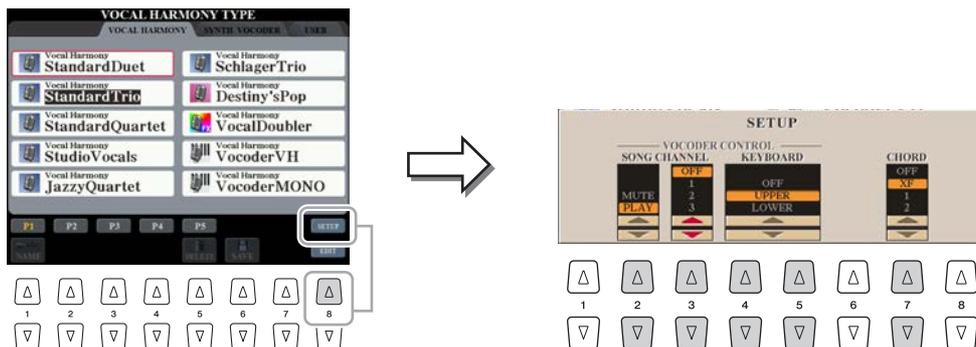 VOCAL HARMONY TYPE
VOCAL HARMONY SYNTH VOCODER USER
Vocal Harmony
StandardDuet
Vocal Harmony
SchlagerTrio
Vocal Harmony
StandardTrio
Vocal Harmony
Destiny'sPop
Vocal Harmony
StandardQuartet
Vocal Harmony
VocalDoubler
Vocal Harmony
StudioVocals
Vocal Harmony
VocoderVH
Vocal Harmony
JazzyQuartet
Vocal Harmony
VocoderMONO
P1 P2 P3 P4 P5 SETUP
NAME DELETE SAVE EDIT
1 2 3 4 5 6 7 8
SETUP
VOCODER CONTROL
SONG CHANNEL KEYBOARD CHORD
MUTE
PLAY
OFF
1
2
3
OFF
UPPER
LOWER
OFF
XF
1
2
1 2 3 4 5 6 7 8